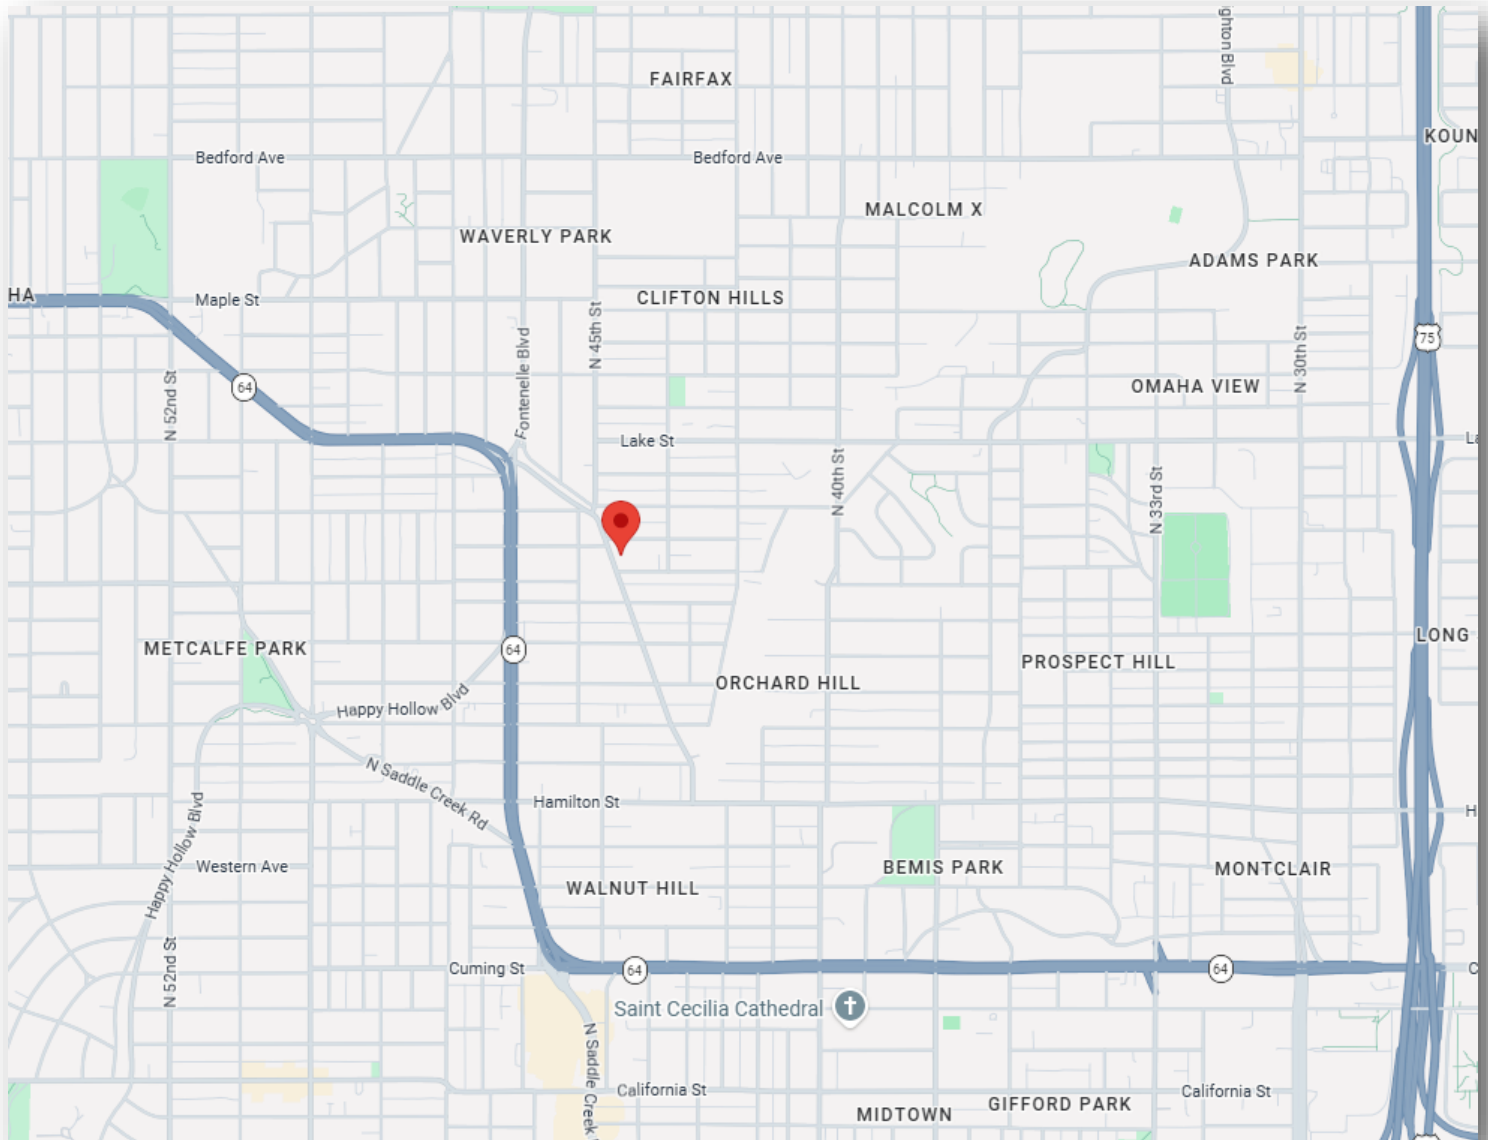 ghton Blvd
FAIRFAX
KOUN
Bedford Ave
Bedford Ave
MALCOLM X
WAVERLY PARK
ADAMS PARK
HA
Maple St
CLIFTON HILLS
N 45th St
Fontenelle Blvd
75
N 30th St
64
N 52nd St
OMAHA VIEW
Lake St
La
N 40th St
N 33rd St
LONG
METCALFE PARK
64
PROSPECT HILL
ORCHARD HILL
Happy Hollow Blvd
N Saddle Creek Rd
Hamilton St
H
Happy Hollow Blvd
Western Ave
BEMIS PARK
MONTCLAIR
WALNUT HILL
N 52nd St
Cuming St
64
64
C
Saint Cecilia Cathedral
N Saddle Creek
California St
California St
MIDTOWN
GIFFORD PARK